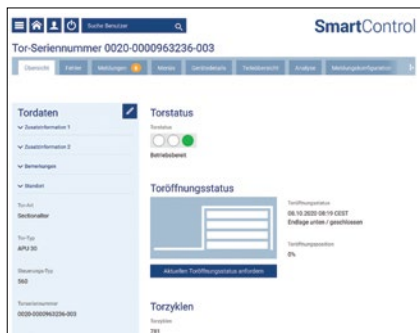 Suche Benutzer
SmartControl
Tor-Seriennummer 0020-0000963236-003
Übersicht Fehler Meldungen 6 Menüs Gerätedetails Teileübersicht Analyse Meldungskonfiguration
Tordaten
Zusatzinformation 1
Zusatzinformation 2
Bemerkungen
Standort
Tor-Art
Sectionaltor
Tor-Typ
APU 30
Steuerungs-Typ
560
Torseriennummer
0020-0000963236-003
Torstatus
Torstatus
Betriebsbereit
Toröffnungsstatus
Toröffnungsstatus
08.10.2020 08:19 CEST
Endlage unten / geschlossen
Toröffnungsposition
0%
Aktuellen Toröffnungsstatus anfordern
Torzyklen
Torzyklen
781